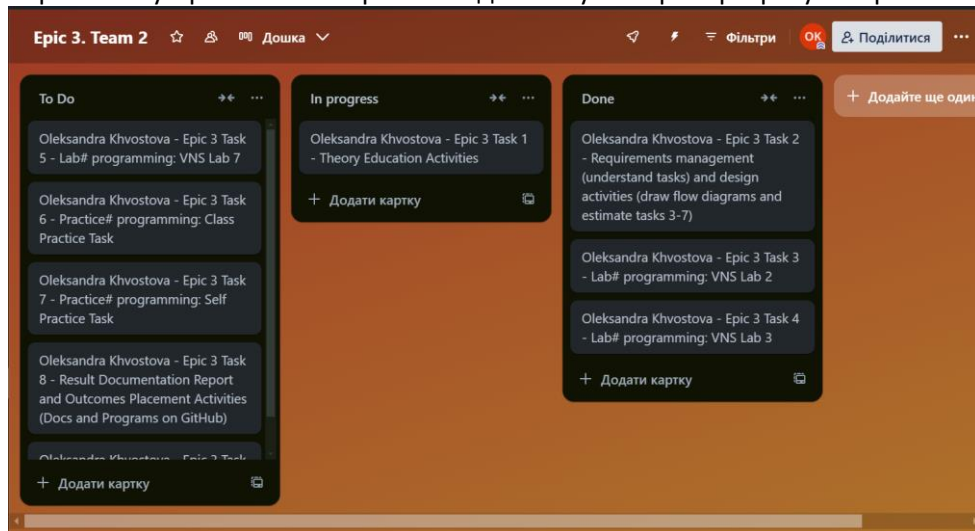 Epic 3. Team 2
Дошка
Фільтри
OK
Поділитися
To Do
Oleksandra Khvostova - Epic 3 Task
5 - Lab# programming: VNS Lab 7
Oleksandra Khvostova - Epic 3 Task
6 - Practice# programming: Class
Practice Task
Oleksandra Khvostova - Epic 3 Task
7 - Practice# programming: Self
Practice Task
Oleksandra Khvostova - Epic 3 Task
8 - Result Documentation Report
and Outcomes Placement Activities
(Docs and Programs on GitHub)
Oleksandra Khvostova - Epic 3 Task
+ Додати картку
In progress
Oleksandra Khvostova - Epic 3 Task 1
- Theory Education Activities
+ Додати картку
Done
Oleksandra Khvostova - Epic 3 Task 2
- Requirements management
(understand tasks) and design
activities (draw flow diagrams and
estimate tasks 3-7)
Oleksandra Khvostova - Epic 3 Task 3
- Lab# programming: VNS Lab 2
Oleksandra Khvostova - Epic 3 Task 4
- Lab# programming: VNS Lab 3
+ Додати картку
+ Додайте ще один